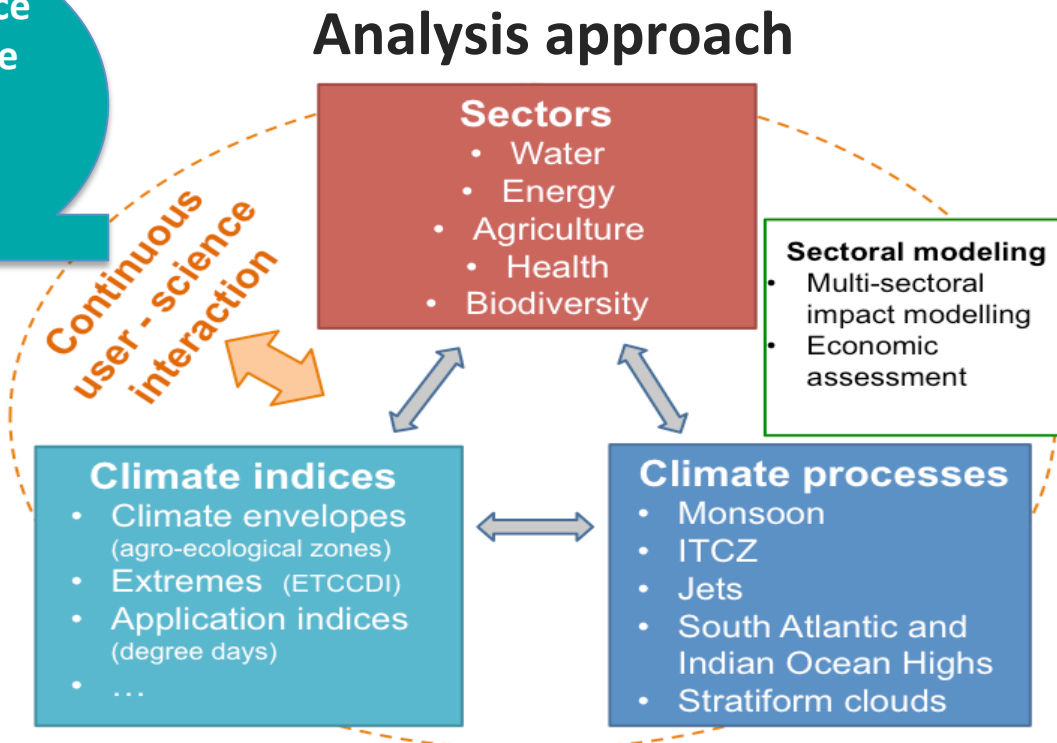 Analysis approach
Sectors
• Water
• Energy
• Agriculture
• Health
• Biodiversity
Continuous
user - science
interaction
Sectoral modeling
• Multi-sectoral
impact modelling
• Economic
assessment
Climate indices
• Climate envelopes
(agro-ecological zones)
• Extremes (ETCCDI)
• Application indices
(degree days)
• ...
Climate processes
• Monsoon
• ITCZ
• Jets
• South Atlantic and
Indian Ocean Highs
• Stratiform clouds